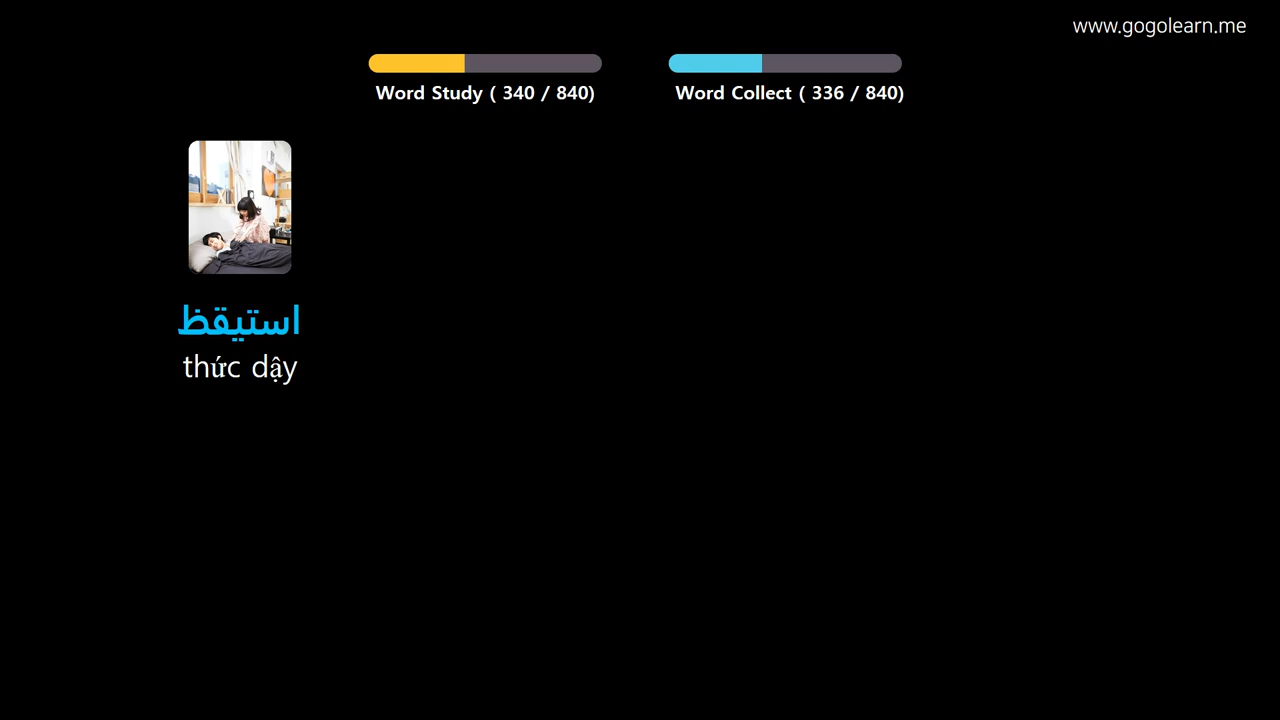 www.gogolearn.me
Word Study ( 340 / 840)
Word Collect ( 336 / 840)
استيقظ
thức dậy